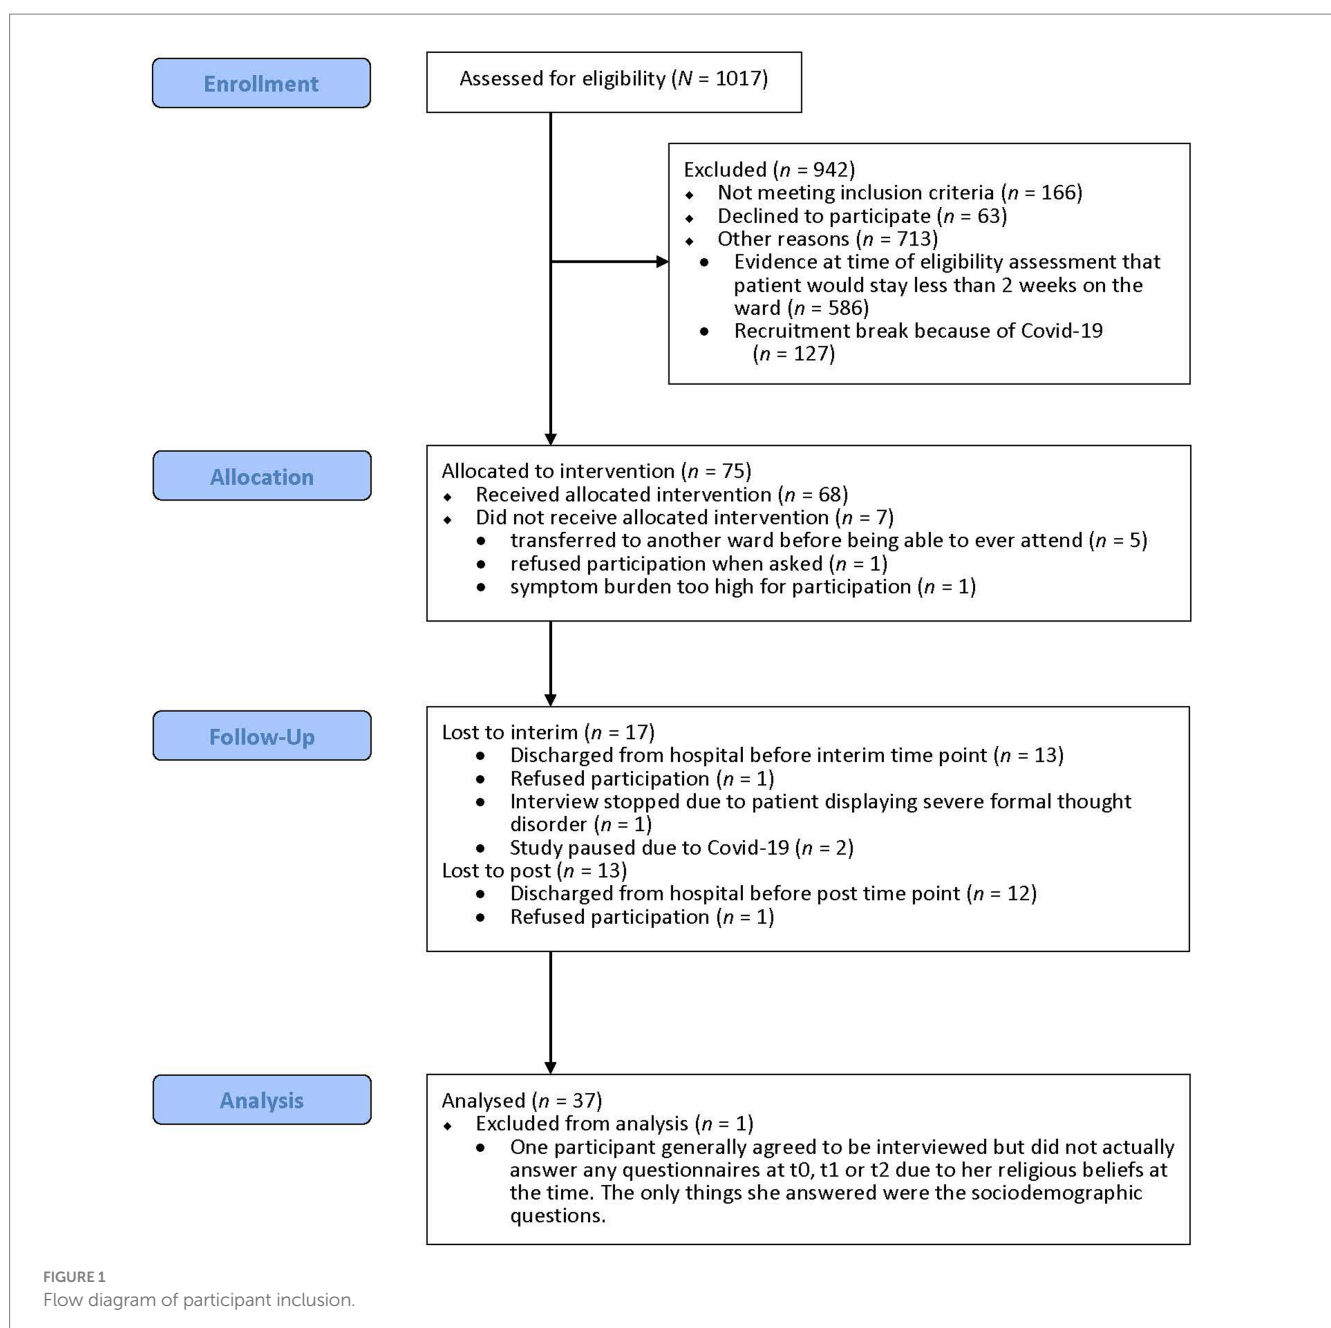 Enrollment
Assessed for eligibility (N = 1017)
Excluded (n = 942)
⬥ Not meeting inclusion criteria (n = 166)
⬥ Declined to participate (n = 63)
⬥ Other reasons (n = 713)
● Evidence at time of eligibility assessment that
patient would stay less than 2 weeks on the
ward (n = 586)
● Recruitment break because of Covid-19
(n = 127)
Allocation
Allocated to intervention (n = 75)
⬥ Received allocated intervention (n = 68)
⬥ Did not receive allocated intervention (n = 7)
● transferred to another ward before being able to ever attend (n = 5)
● refused participation when asked (n = 1)
● symptom burden too high for participation (n = 1)
Follow-Up
Lost to interim (n = 17)
● Discharged from hospital before interim time point (n = 13)
● Refused participation (n = 1)
● Interview stopped due to patient displaying severe formal thought
disorder (n = 1)
● Study paused due to Covid-19 (n = 2)
Lost to post (n = 13)
● Discharged from hospital before post time point (n = 12)
● Refused participation (n = 1)
Analysis
Analysed (n = 37)
⬥ Excluded from analysis (n = 1)
● One participant generally agreed to be interviewed but did not actually
answer any questionnaires at t0, t1 or t2 due to her religious beliefs at
the time. The only things she answered were the sociodemographic
questions.
FIGURE 1
Flow diagram of participant inclusion.